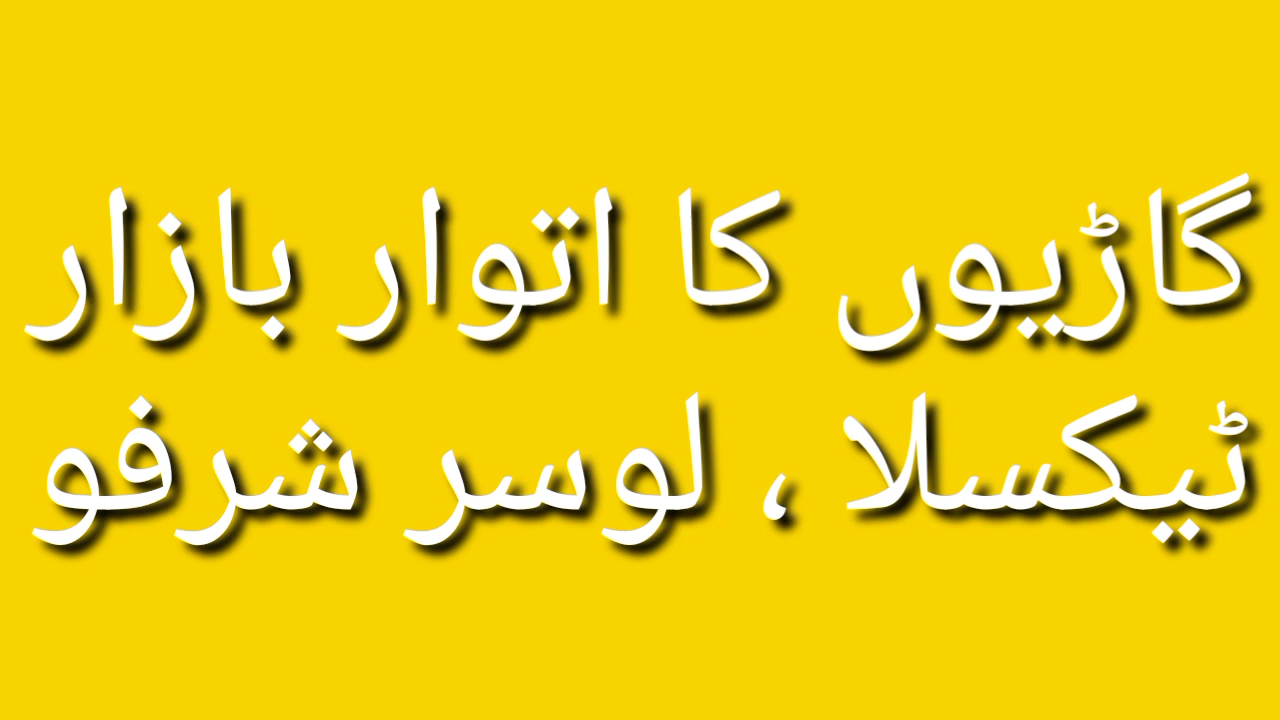 گاڑیوں کا اتوار بازار
ٹیکسلا ، لوسر شرفو